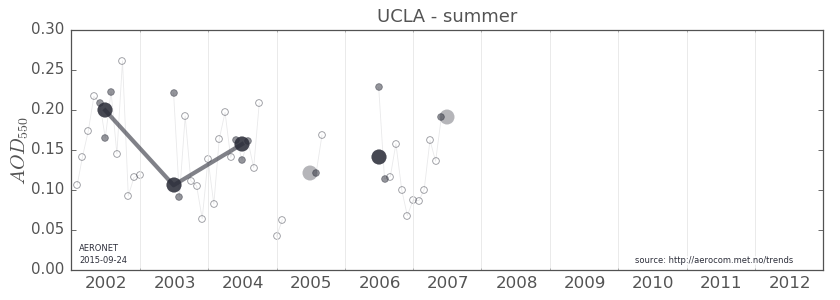 UCLA - summer
0.30
0.25
0.20
0.15
0.10
0.05
0.00
AOD550
AERONET
2015-09-24
source: http://aerocom.met.no/trends
2002 2003 2004 2005 2006 2007 2008 2009 2010 2011 2012